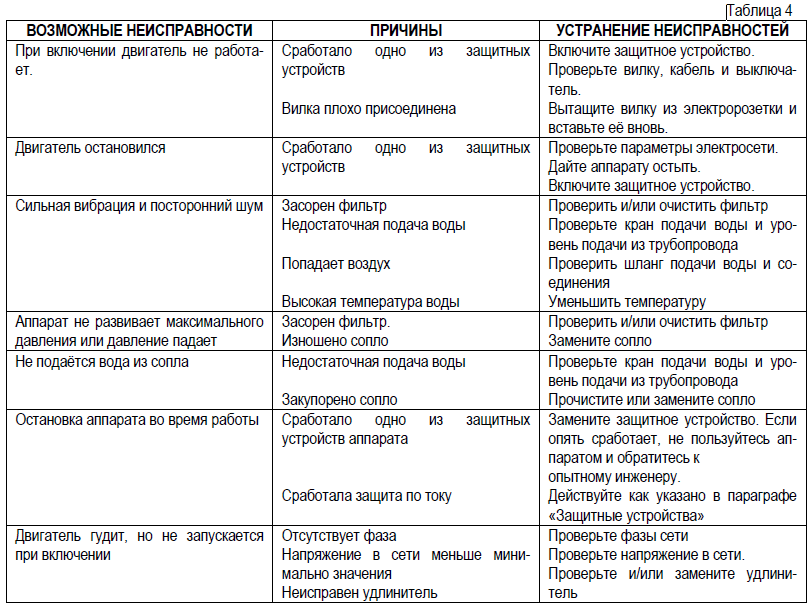 Таблица 4
ВОЗМОЖНЫЕ НЕИСПРАВНОСТИ ПРИЧИНЫ УСТРАНЕНИЕ НЕИСПРАВНОСТЕЙ
При включении двигатель не работа-
ет.
Сработало одно из защитных
устройств
Вилка плохо присоединена
Включите защитное устройство.
Проверьте вилку, кабель и выключа-
тель.
Вытащите вилку из электророзетки и
вставьте её вновь.
Двигатель остановился
Сработало одно из защитных
устройств
Проверьте параметры электросети.
Дайте аппарату остыть.
Включите защитное устройство.
Сильная вибрация и посторонний шум
Засорен фильтр
Недостаточная подача воды
Попадает воздух
Высокая температура воды
Проверить и/или очистить фильтр
Проверьте кран подачи воды и уро-
вень подачи из трубопровода
Проверить шланг подачи воды и со-
единения
Уменьшить температуру
Аппарат не развивает максимального
давления или давление падает
Засорен фильтр.
Изношено сопло
Проверить и/или очистить фильтр
Замените сопло
Не подаётся вода из сопла
Недостаточная подача воды
Закупорено сопло
Проверьте кран подачи воды и уро-
вень подачи из трубопровода
Прочистите или замените сопло
Остановка аппарата во время работы
Сработало одно из защитных
устройств аппарата
Сработала защита по току
Замените защитное устройство. Если
опять сработает, не пользуйтесь ап-
паратом и обратитесь к
опытному инженеру.
Действуйте как указано в параграфе
«Защитные устройства»
Двигатель гудит, но не запускается
при включении
Отсутствует фаза
Напряжение в сети меньше мини-
мально значения
Неисправен удлинитель
Проверьте фазы сети
Проверьте напряжение в сети.
Проверьте и/или замените удлини-
тель